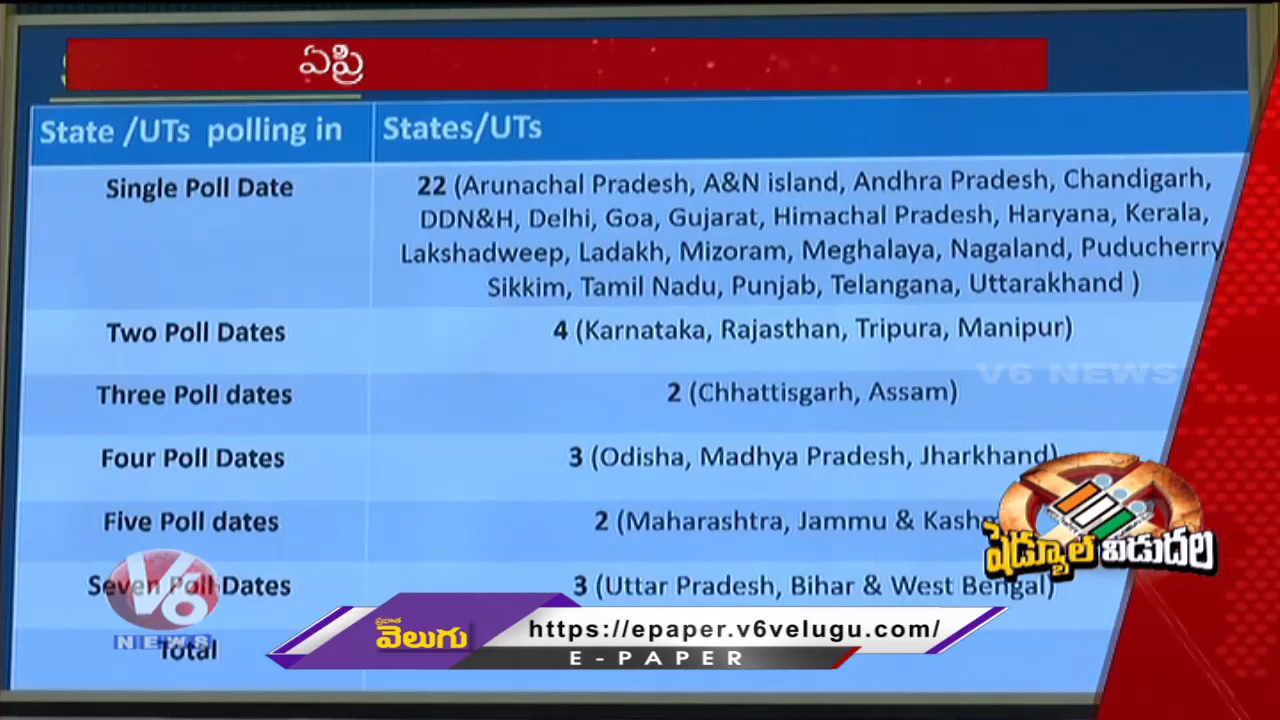 ఏప్రి
State /UTs polling in
States/UTs
Single Poll Date
22 (Arunachal Pradesh, A&N island, Andhra Pradesh, Chandigarh,
DDN&H, Delhi, Goa, Gujarat, Himachal Pradesh, Haryana, Kerala,
Lakshadweep, Ladakh, Mizoram, Meghalaya, Nagaland, Puducherry
Sikkim, Tamil Nadu, Punjab, Telangana, Uttarakhand )
Two Poll Dates
4 (Karnataka, Rajasthan, Tripura, Manipur)
V6 NEWS
Three Poll dates
2 (Chhattisgarh, Assam)
Four Poll Dates
3 (Odisha, Madhya Pradesh, Jharkhand)
Five Poll dates
2 (Maharashtra, Jammu &
షెడ్యూల్ విడుదల
Seven Poll Dates
3 (Uttar Pradesh, Bihar & West Bengal)
V6
NEWS
Total
ప్రభాత
వెలుగు
https://epaper.v6velugu.com/
E-PAPER